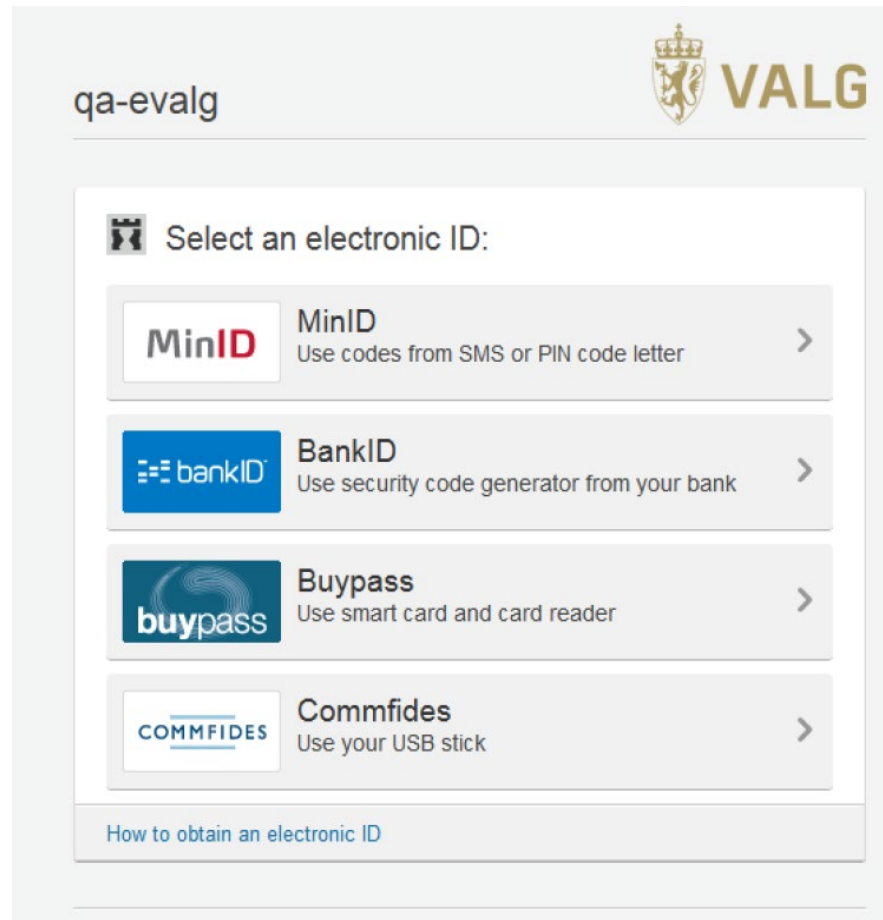 qa-evalg
VALG
Select an electronic ID:
MinID
MinID
Use codes from SMS or PIN code letter
bankID
BankID
Use security code generator from your bank
buypass
Buypass
Use smart card and card reader
COMMFIDES
Commfides
Use your USB stick
How to obtain an electronic ID